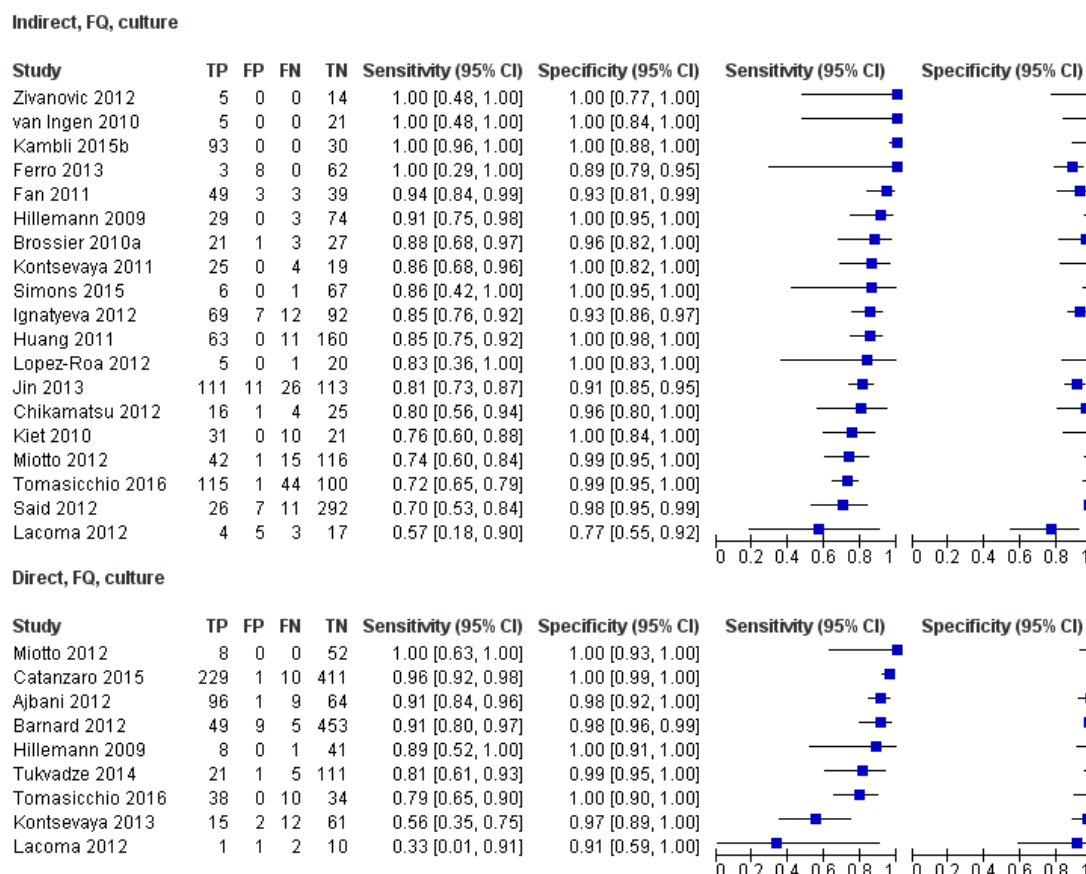 Indirect, FQ, culture
Study TP FP FN TN Sensitivity (95% CI) Specificity (95% CI) Sensitivity (95% CI) Specificity (95% CI)
Zivanovic 2012 5 0 0 14 1.00 [0.48, 1.00] 1.00 [0.77, 1.00]
van Ingen 2010 5 0 0 21 1.00 [0.48, 1.00] 1.00 [0.84, 1.00]
Kambli 2015b 93 0 0 30 1.00 [0.96, 1.00] 1.00 [0.88, 1.00]
Ferro 2013 3 8 0 62 1.00 [0.29, 1.00] 0.89 [0.79, 0.95]
Fan 2011 49 3 3 39 0.94 [0.84, 0.99] 0.93 [0.81, 0.99]
Hillemann 2009 29 0 3 74 0.91 [0.75, 0.98] 1.00 [0.95, 1.00]
Brossier 2010a 21 1 3 27 0.88 [0.68, 0.97] 0.96 [0.82, 1.00]
Kontsevaya 2011 25 0 4 19 0.86 [0.68, 0.96] 1.00 [0.82, 1.00]
Simons 2015 6 0 1 67 0.86 [0.42, 1.00] 1.00 [0.95, 1.00]
Ignatyeva 2012 69 7 12 92 0.85 [0.76, 0.92] 0.93 [0.86, 0.97]
Huang 2011 63 0 11 160 0.85 [0.75, 0.92] 1.00 [0.98, 1.00]
Lopez-Roa 2012 5 0 1 20 0.83 [0.36, 1.00] 1.00 [0.83, 1.00]
Jin 2013 111 11 26 113 0.81 [0.73, 0.87] 0.91 [0.85, 0.95]
Chikamatsu 2012 16 1 4 25 0.80 [0.56, 0.94] 0.96 [0.80, 1.00]
Kiet 2010 31 0 10 21 0.76 [0.60, 0.88] 1.00 [0.84, 1.00]
Miotto 2012 42 1 15 116 0.74 [0.60, 0.84] 0.99 [0.95, 1.00]
Tomasicchio 2016 115 1 44 100 0.72 [0.65, 0.79] 0.99 [0.95, 1.00]
Said 2012 26 7 11 292 0.70 [0.53, 0.84] 0.98 [0.95, 0.99]
Lacoma 2012 4 5 3 17 0.57 [0.18, 0.90] 0.77 [0.55, 0.92]
0 0.2 0.4 0.6 0.8 1 0 0.2 0.4 0.6 0.8 1
Direct, FQ, culture
Study TP FP FN TN Sensitivity (95% CI) Specificity (95% CI) Sensitivity (95% CI) Specificity (95% CI)
Miotto 2012 8 0 0 52 1.00 [0.63, 1.00] 1.00 [0.93, 1.00]
Catanzaro 2015 229 1 10 411 0.96 [0.92, 0.98] 1.00 [0.99, 1.00]
Ajbani 2012 96 1 9 64 0.91 [0.84, 0.96] 0.98 [0.92, 1.00]
Barnard 2012 49 9 5 453 0.91 [0.80, 0.97] 0.98 [0.96, 0.99]
Hillemann 2009 8 0 1 41 0.89 [0.52, 1.00] 1.00 [0.91, 1.00]
Tukvadze 2014 21 1 5 111 0.81 [0.61, 0.93] 0.99 [0.95, 1.00]
Tomasicchio 2016 38 0 10 34 0.79 [0.65, 0.90] 1.00 [0.90, 1.00]
Kontsevaya 2013 15 2 12 61 0.56 [0.35, 0.75] 0.97 [0.89, 1.00]
Lacoma 2012 1 1 2 10 0.33 [0.01, 0.91] 0.91 [0.59, 1.00]
0 0.2 0.4 0.6 0.8 1 0 0.2 0.4 0.6 0.8 1